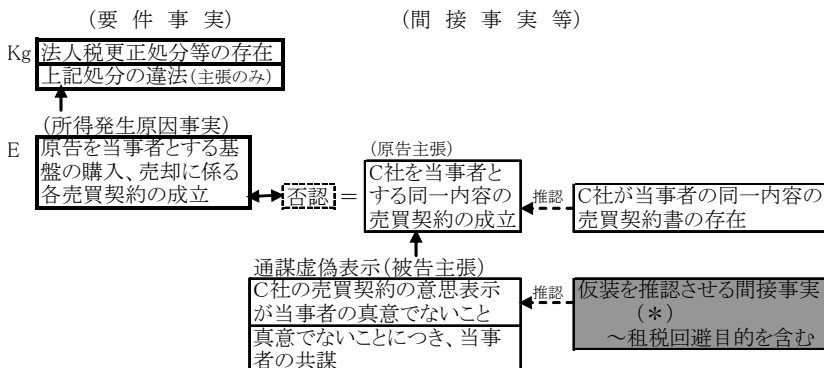 (要 件 事 実)
(間 接 事 実 等)
Kg
法人税更正処分等の存在
上記処分の違法(主張のみ)
(所得発生原因事実)
E
原告を当事者とする基
盤の購入、売却に係る
各売買契約の成立
否認
=
(原告主張)
C社を当事者と
する同一内容の
売買契約の成立
推認
C社が当事者の同一内容の
売買契約書の存在
通謀虚偽表示(被告主張)
C社の売買契約の意思表示
が当事者の真意でないこと
真意でないことにつき、当事
者の共謀
推認
仮装を推認させる間接事実
(*)
～租税回避目的を含む